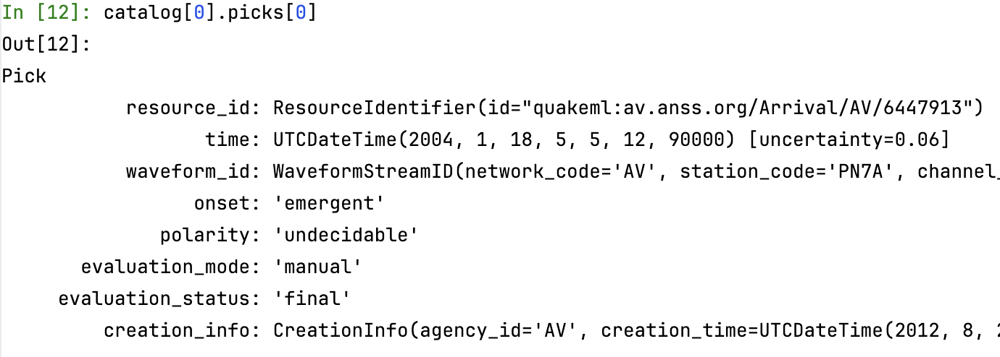 In [12]: catalog[0].picks[0]
Out[12]:
Pick
resource_id: ResourceIdentifier(id="quakeml:av.anss.org/Arrival/AV/6447913")
time: UTCDateTime(2004, 1, 18, 5, 5, 12, 90000) [uncertainty=0.06]
waveform_id: WaveformStreamID(network_code='AV', station_code='PN7A', channel_
onset: 'emergent'
polarity: 'undecidable'
evaluation_mode: 'manual'
evaluation_status: 'final'
creation_info: CreationInfo(agency_id='AV', creation_time=UTCDateTime(2012, 8, 2